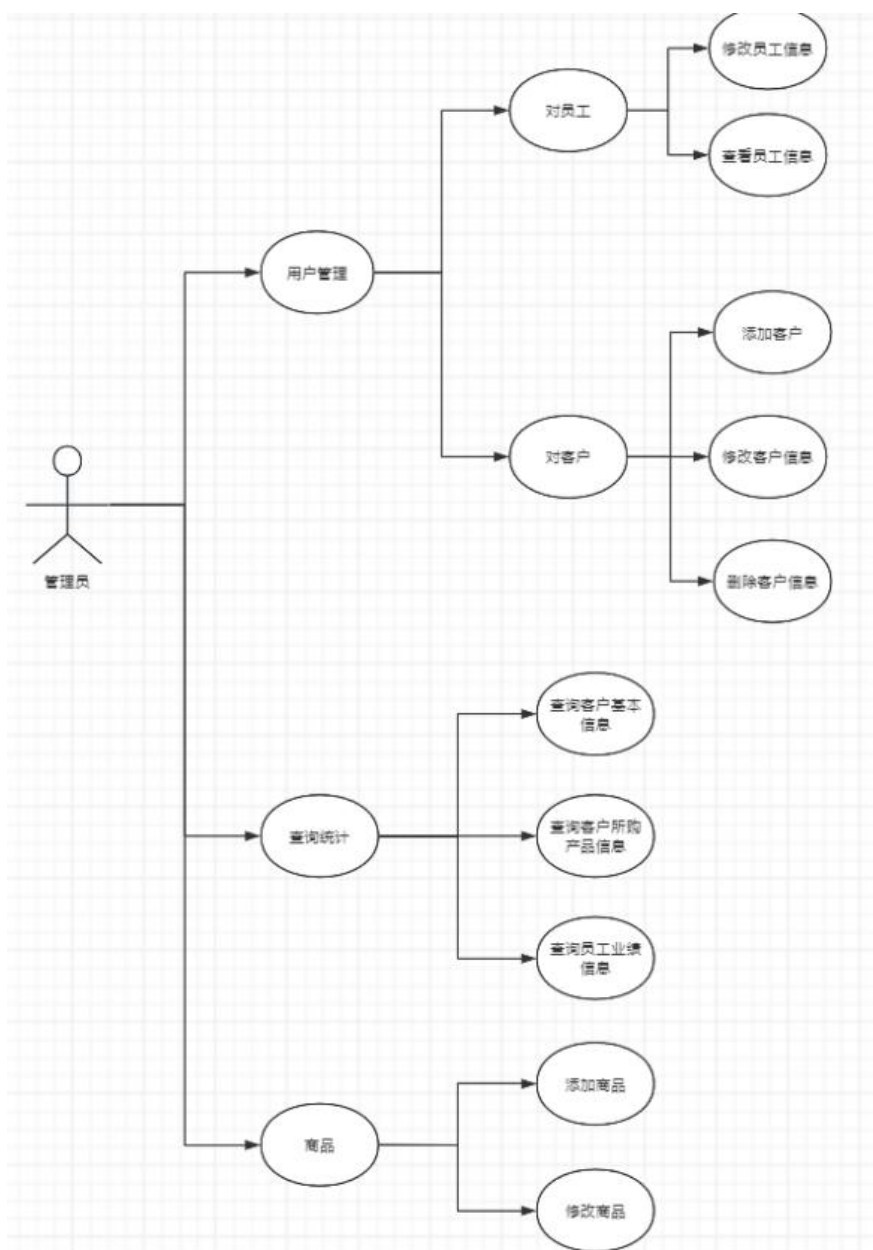 修改员工信息
对员工
查看员工信息
用户管理
添加客户
对客户
修改客户信息
管理员
删除客户信息
查询客户基本
信息
查询统计
查询客户所购
产品信息
查询员工业绩
信息
添加商品
商品
修改商品